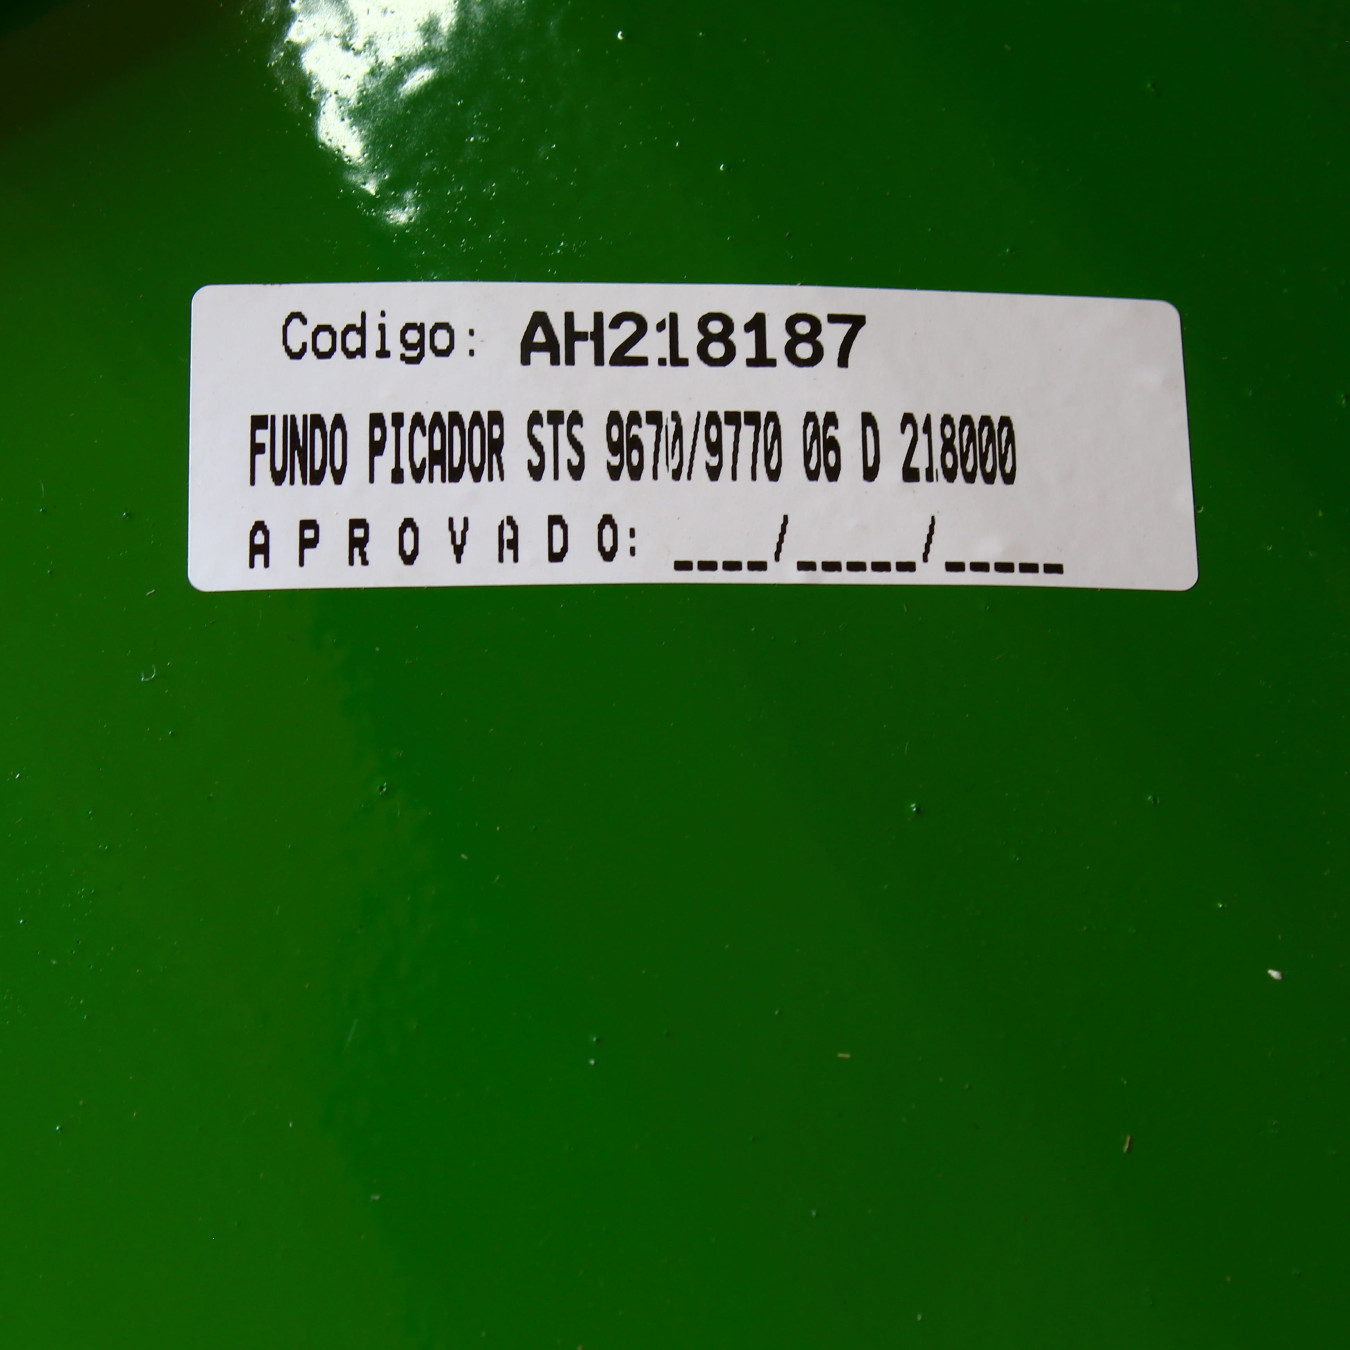 Codigo: AH218187
FUNDO PICADOR STS 9670/9770 06 D 218000
APROVADO: ____/_____/_____